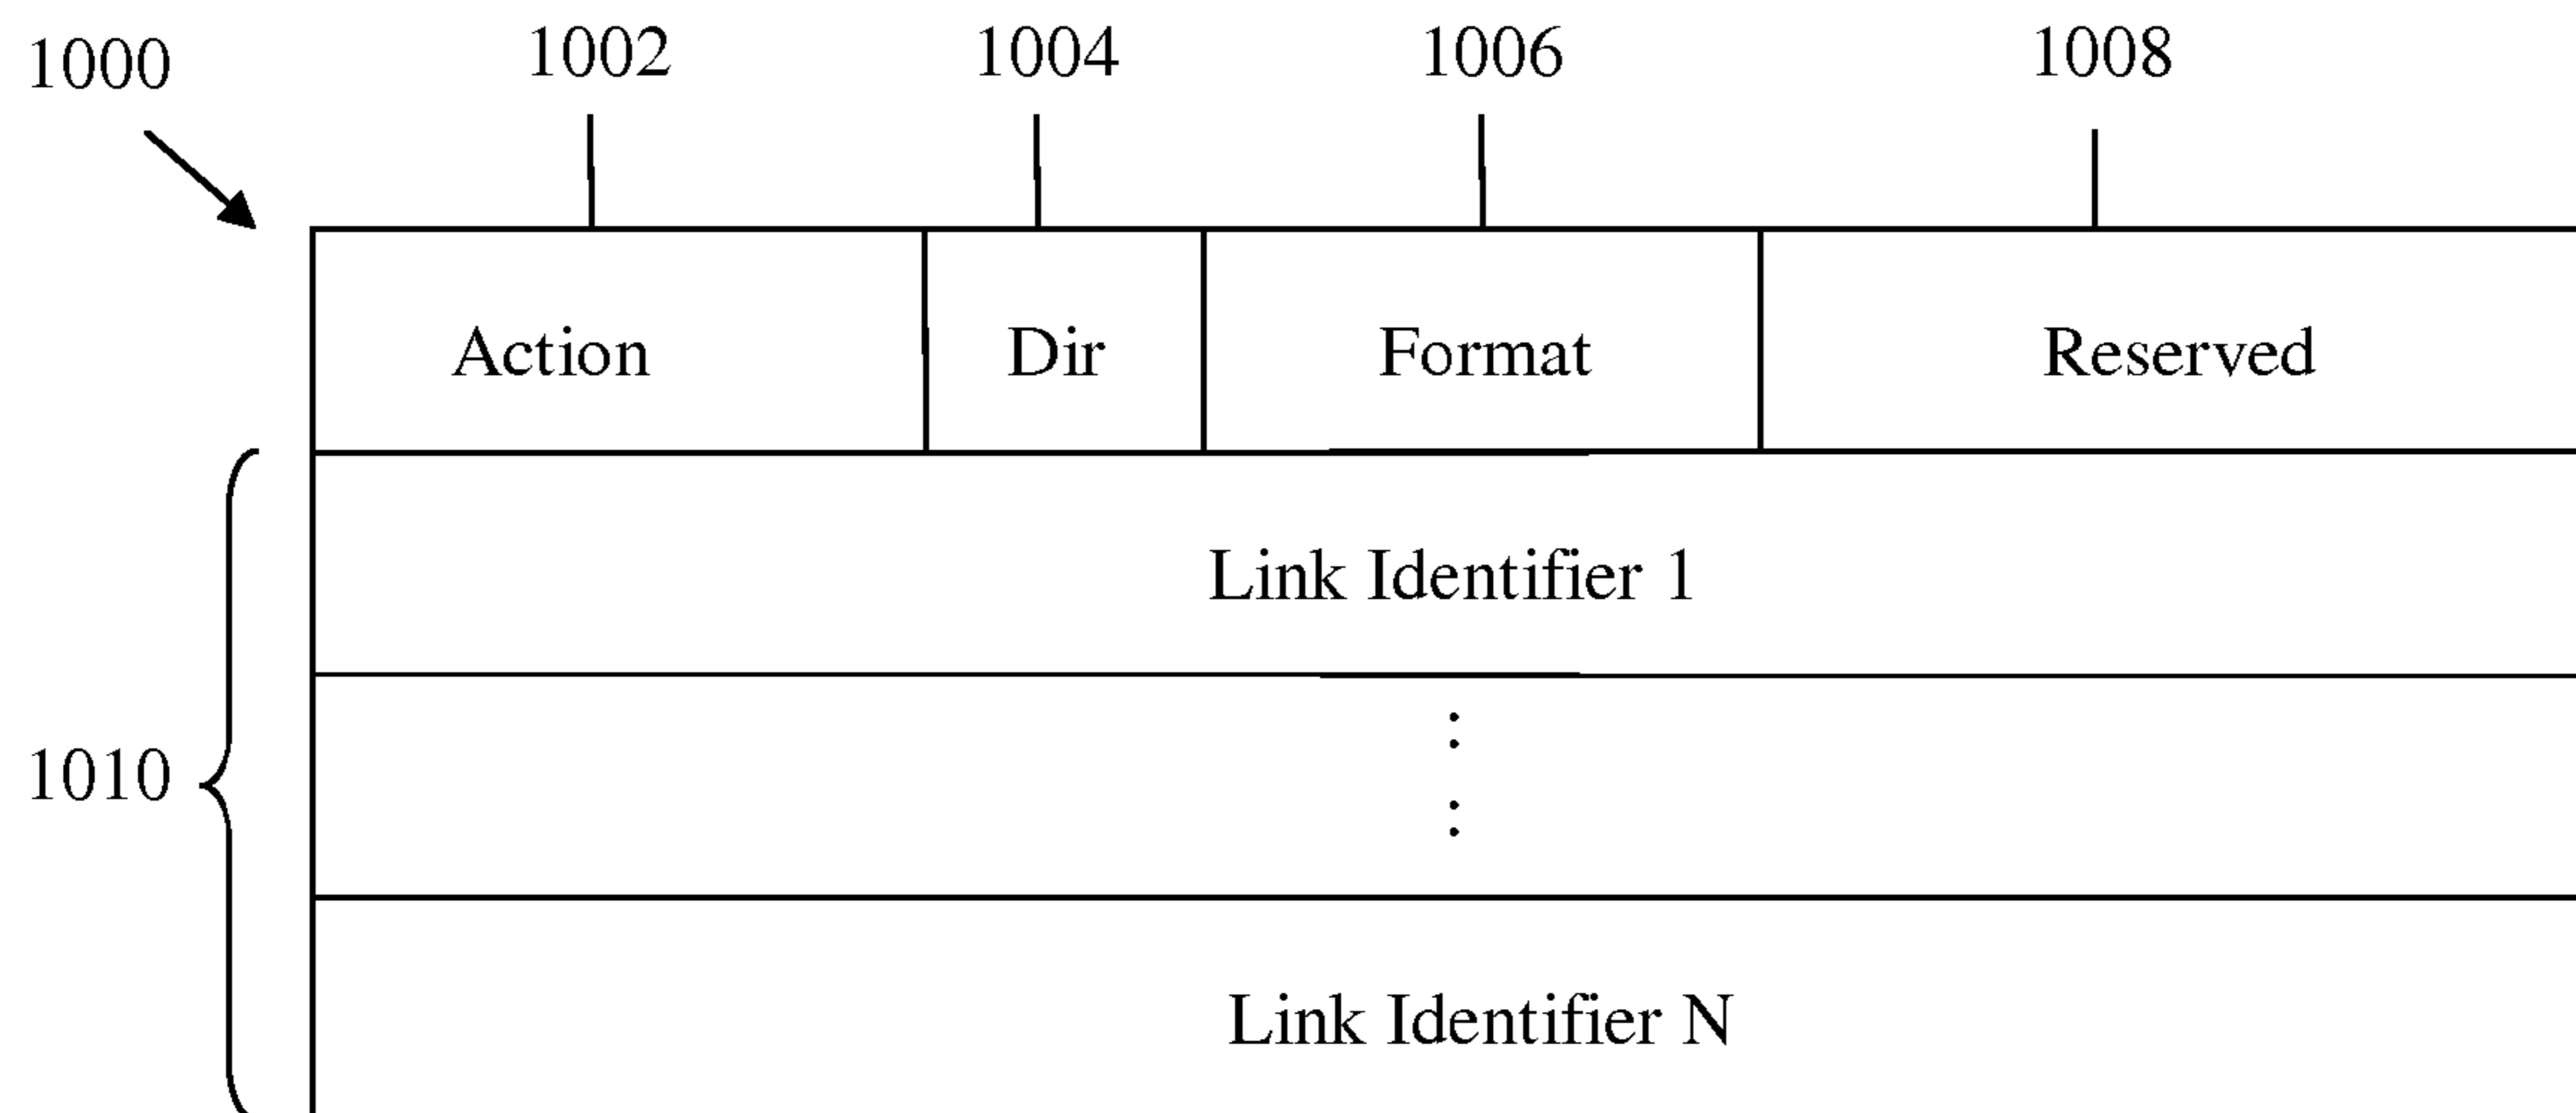 1000 1002 1004 1006 1008
Action Dir Format Reserved
Link Identifier 1
1010
Link Identifier N